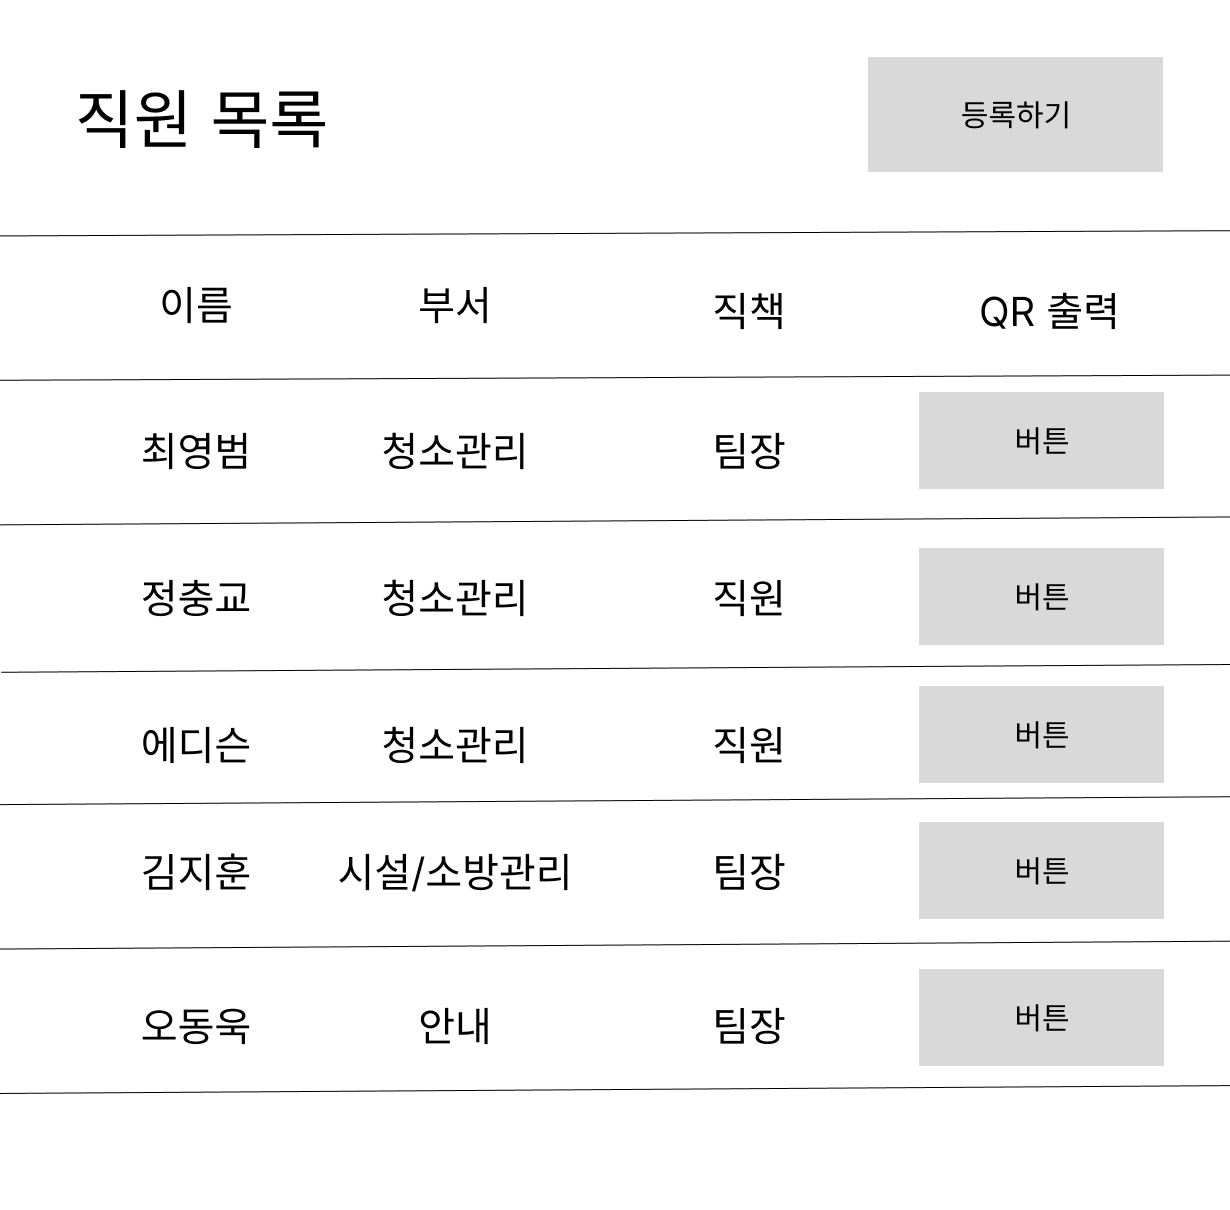 직원 목록
등록하기
이름 부서 직책 QR 출력
최영범 청소관리 팀장 버튼
정충교 청소관리 직원 버튼
에디슨 청소관리 직원 버튼
김지훈 시설/소방관리 팀장 버튼
오동욱 안내 팀장 버튼